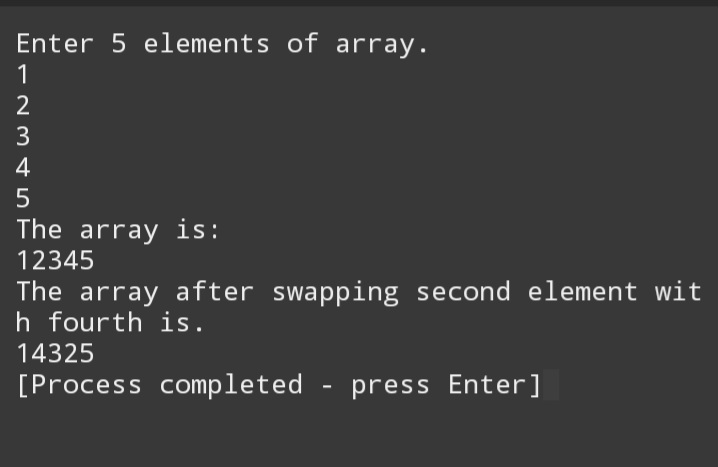 Enter 5 elements of array.
1
2
3
4
5
The array is:
12345
The array after swapping second element wit
h fourth is.
14325
[Process completed - press Enter]